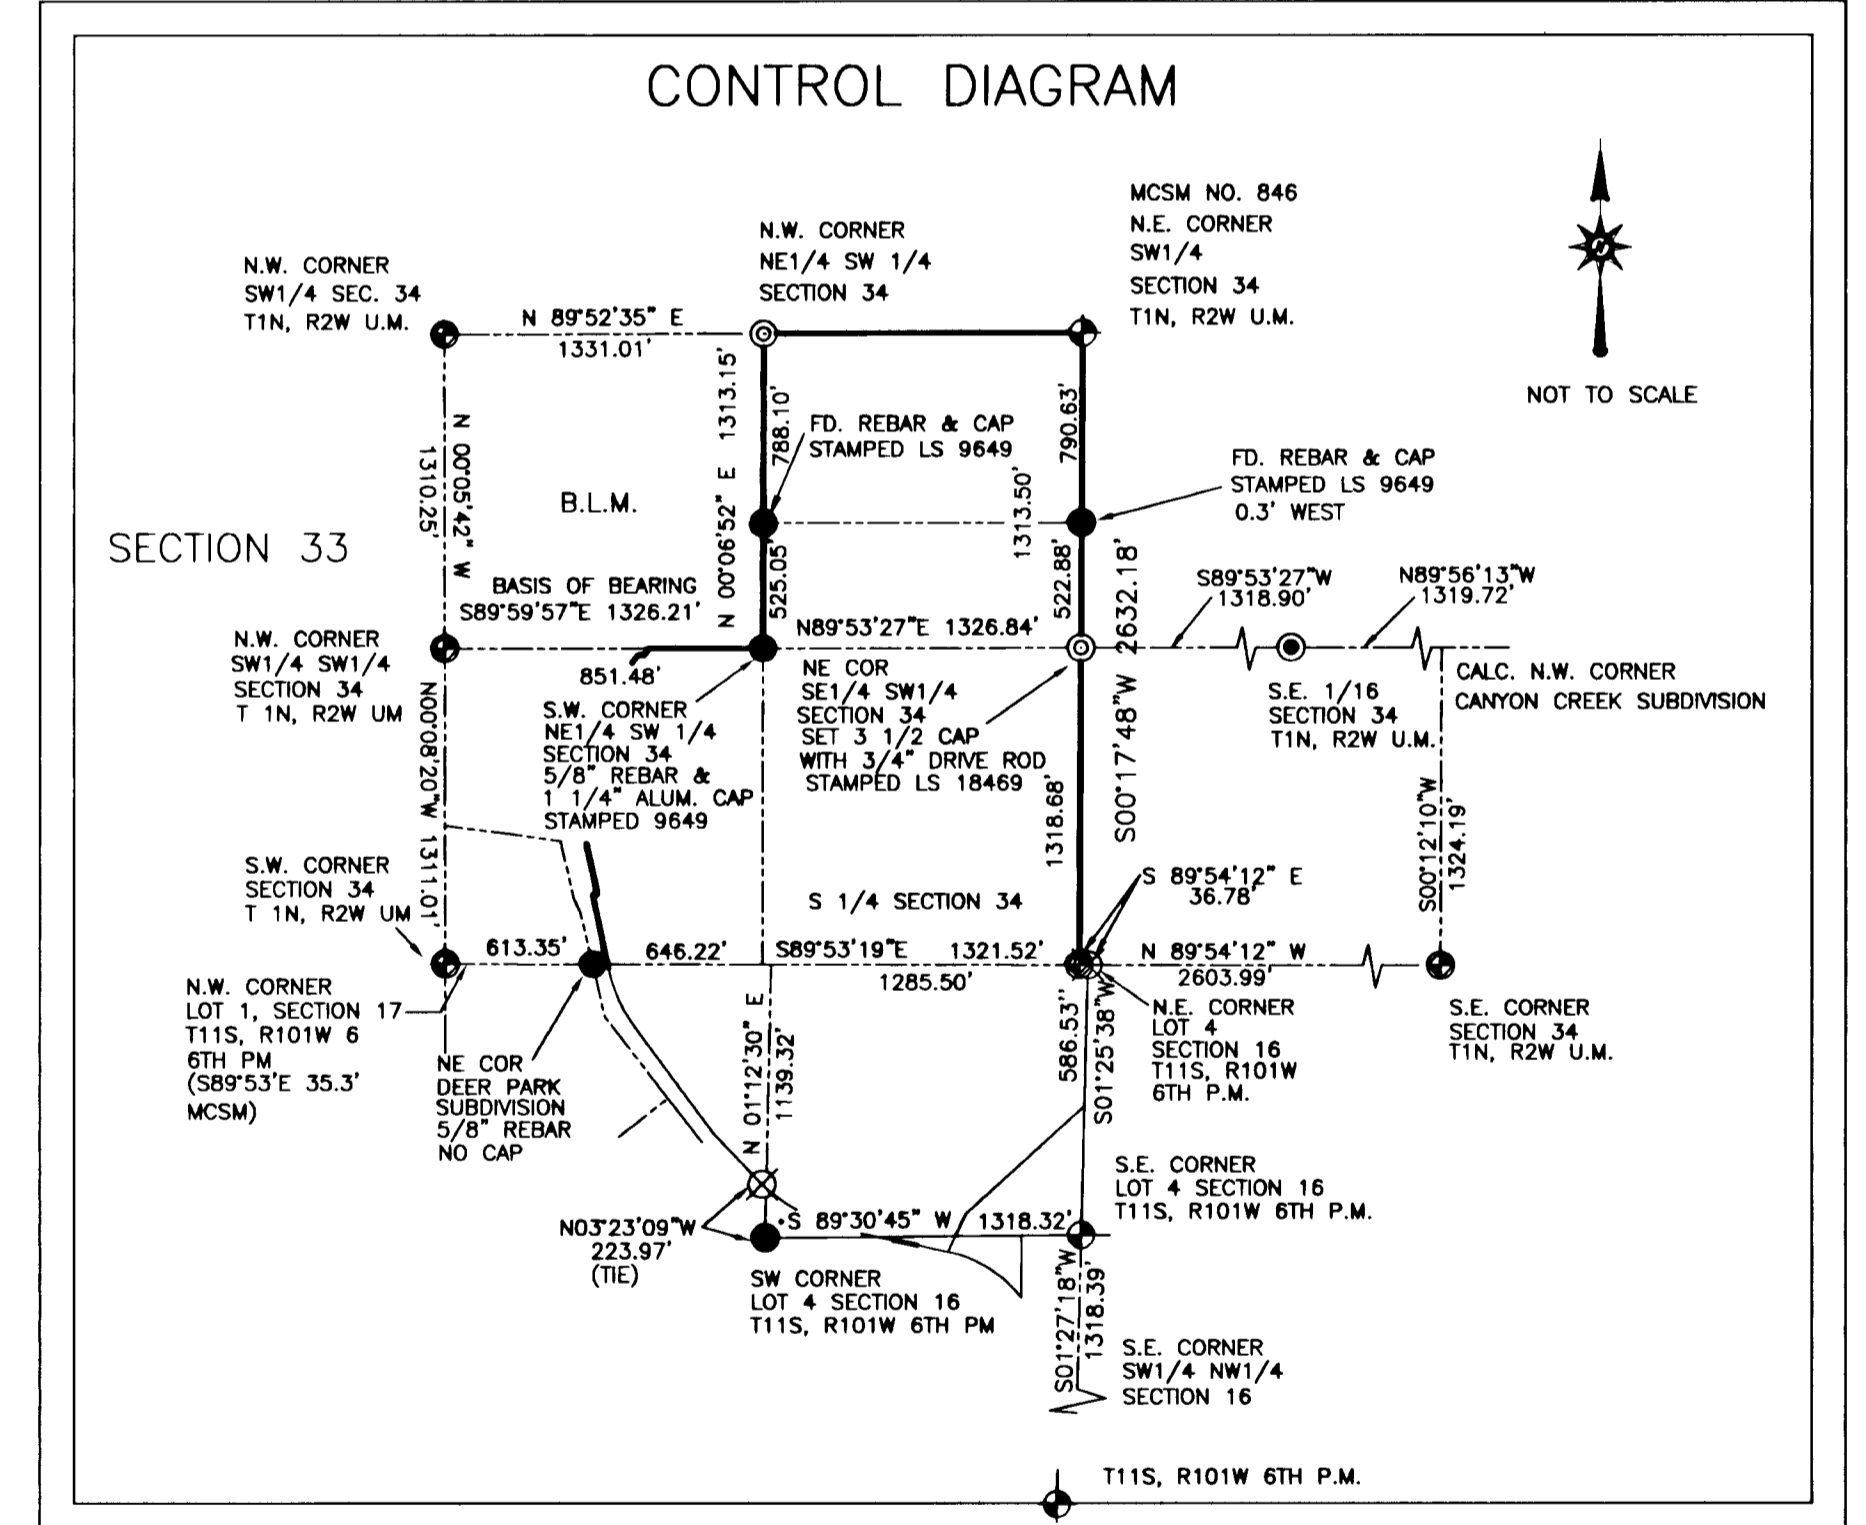 CONTROL DIAGRAM
MCSM NO. 846
N.E. CORNER
SW1/4
SECTION 34
T1N, R2W U.M.
N.W. CORNER
NE1/4 SW 1/4
SECTION 34
N.W. CORNER
SW1/4 SEC. 34
T1N, R2W U.M.
N 89°52'35" E
1331.01'
NOT TO SCALE
N 00°05'42" W
1310.25'
N 00°06'52" E 1313.15'
788.10'
790.63'
FD. REBAR & CAP
STAMPED LS 9649
FD. REBAR & CAP
STAMPED LS 9649
0.3' WEST
B.L.M.
SECTION 33
1313.50'
525.05'
522.88'
S00°17'48"W 2632.18'
BASIS OF BEARING
S89°59'57"E 1326.21'
S89°53'27"W
1318.90'
N89°56'13"W
1319.72'
N89°53'27"E 1326.84'
N.W. CORNER
SW1/4 SW1/4
SECTION 34
T 1N, R2W UM
851.48'
S.W. CORNER
NE1/4 SW 1/4
SECTION 34
5/8" REBAR &
1 1/4" ALUM. CAP
STAMPED 9649
NE COR
SE1/4 SW1/4
SECTION 34
SET 3 1/2 CAP
WITH 3/4" DRIVE ROD
STAMPED LS 18469
S.E. 1/16
SECTION 34
T1N, R2W U.M.
CALC. N.W. CORNER
CANYON CREEK SUBDIVISION
N00°08'20"W 1311.01'
1318.68'
S00°12'10"W
1324.19'
S.W. CORNER
SECTION 34
T 1N, R2W UM
S 1/4 SECTION 34
S 89°54'12" E
36.78'
613.35'
646.22'
S89°53'19"E 1321.52'
1285.50'
N 89°54'12" W
2603.99'
N.W. CORNER
LOT 1, SECTION 17
T11S, R101W 6
6TH PM
(S89°53'E 35.3'
MCSM)
NE COR
DEER PARK
SUBDIVISION
5/8" REBAR
NO CAP
N 01°12'30" E
1139.32'
586.53"
S01°25'38"W
N.E. CORNER
LOT 4
SECTION 16
T11S, R101W
6TH P.M.
S.E. CORNER
SECTION 34
T1N, R2W U.M.
S.E. CORNER
LOT 4 SECTION 16
T11S, R101W 6TH P.M.
N03°23'09"W
223.97'
(TIE)
S 89°30'45" W 1318.32'
SW CORNER
LOT 4 SECTION 16
T11S, R101W 6TH PM
S01°27'18"W
1318.39'
S.E. CORNER
SW1/4 NW1/4
SECTION 16
T11S, R101W 6TH P.M.